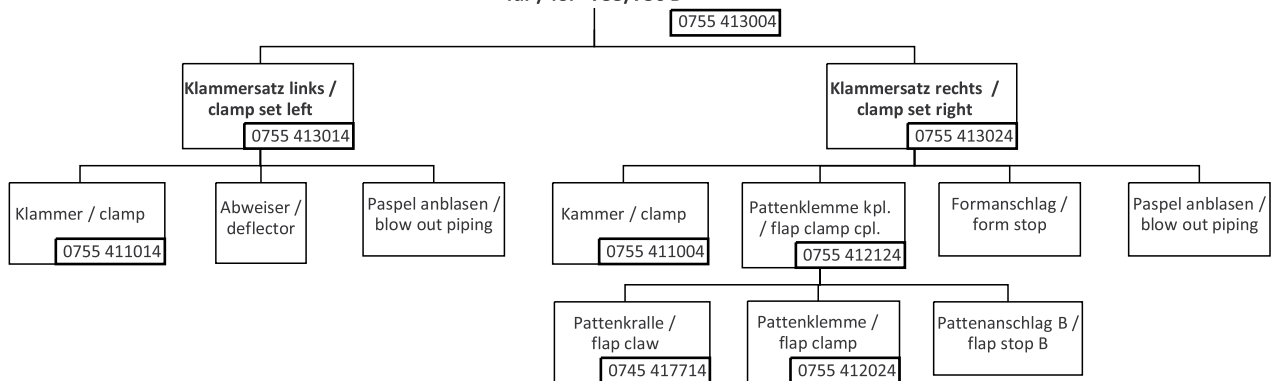 0755 413004
Klammersatz links /
clamp set left
0755 413014
Klammersatz rechts /
clamp set right
0755 413024
Klammer / clamp
0755 411014
Abweiser /
deflector
Paspel anblasen /
blow out piping
Kammer / clamp
0755 411004
Pattenklemme kpl.
/ flap clamp cpl.
0755 412124
Formanschlag /
form stop
Paspel anblasen /
blow out piping
Pattenkralle /
flap claw
0745 417714
Pattenklemme /
flap clamp
0755 412024
Pattenanschlag B /
flap stop B